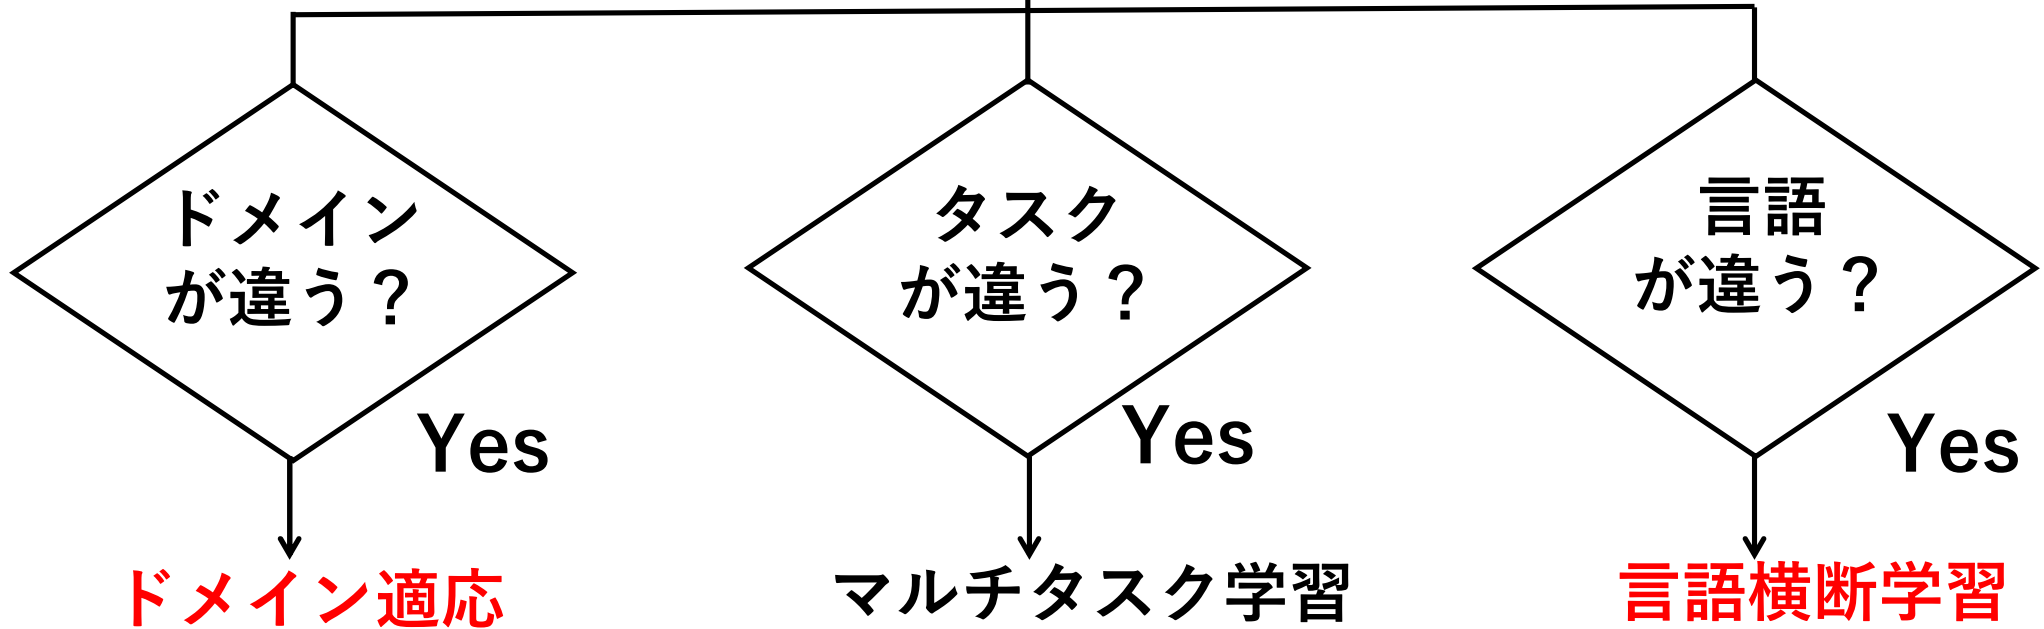 ドメイン
が違う？
Yes
ドメイン適応
タスク
が違う？
Yes
マルチタスク学習
言語
が違う？
Yes
言語横断学習